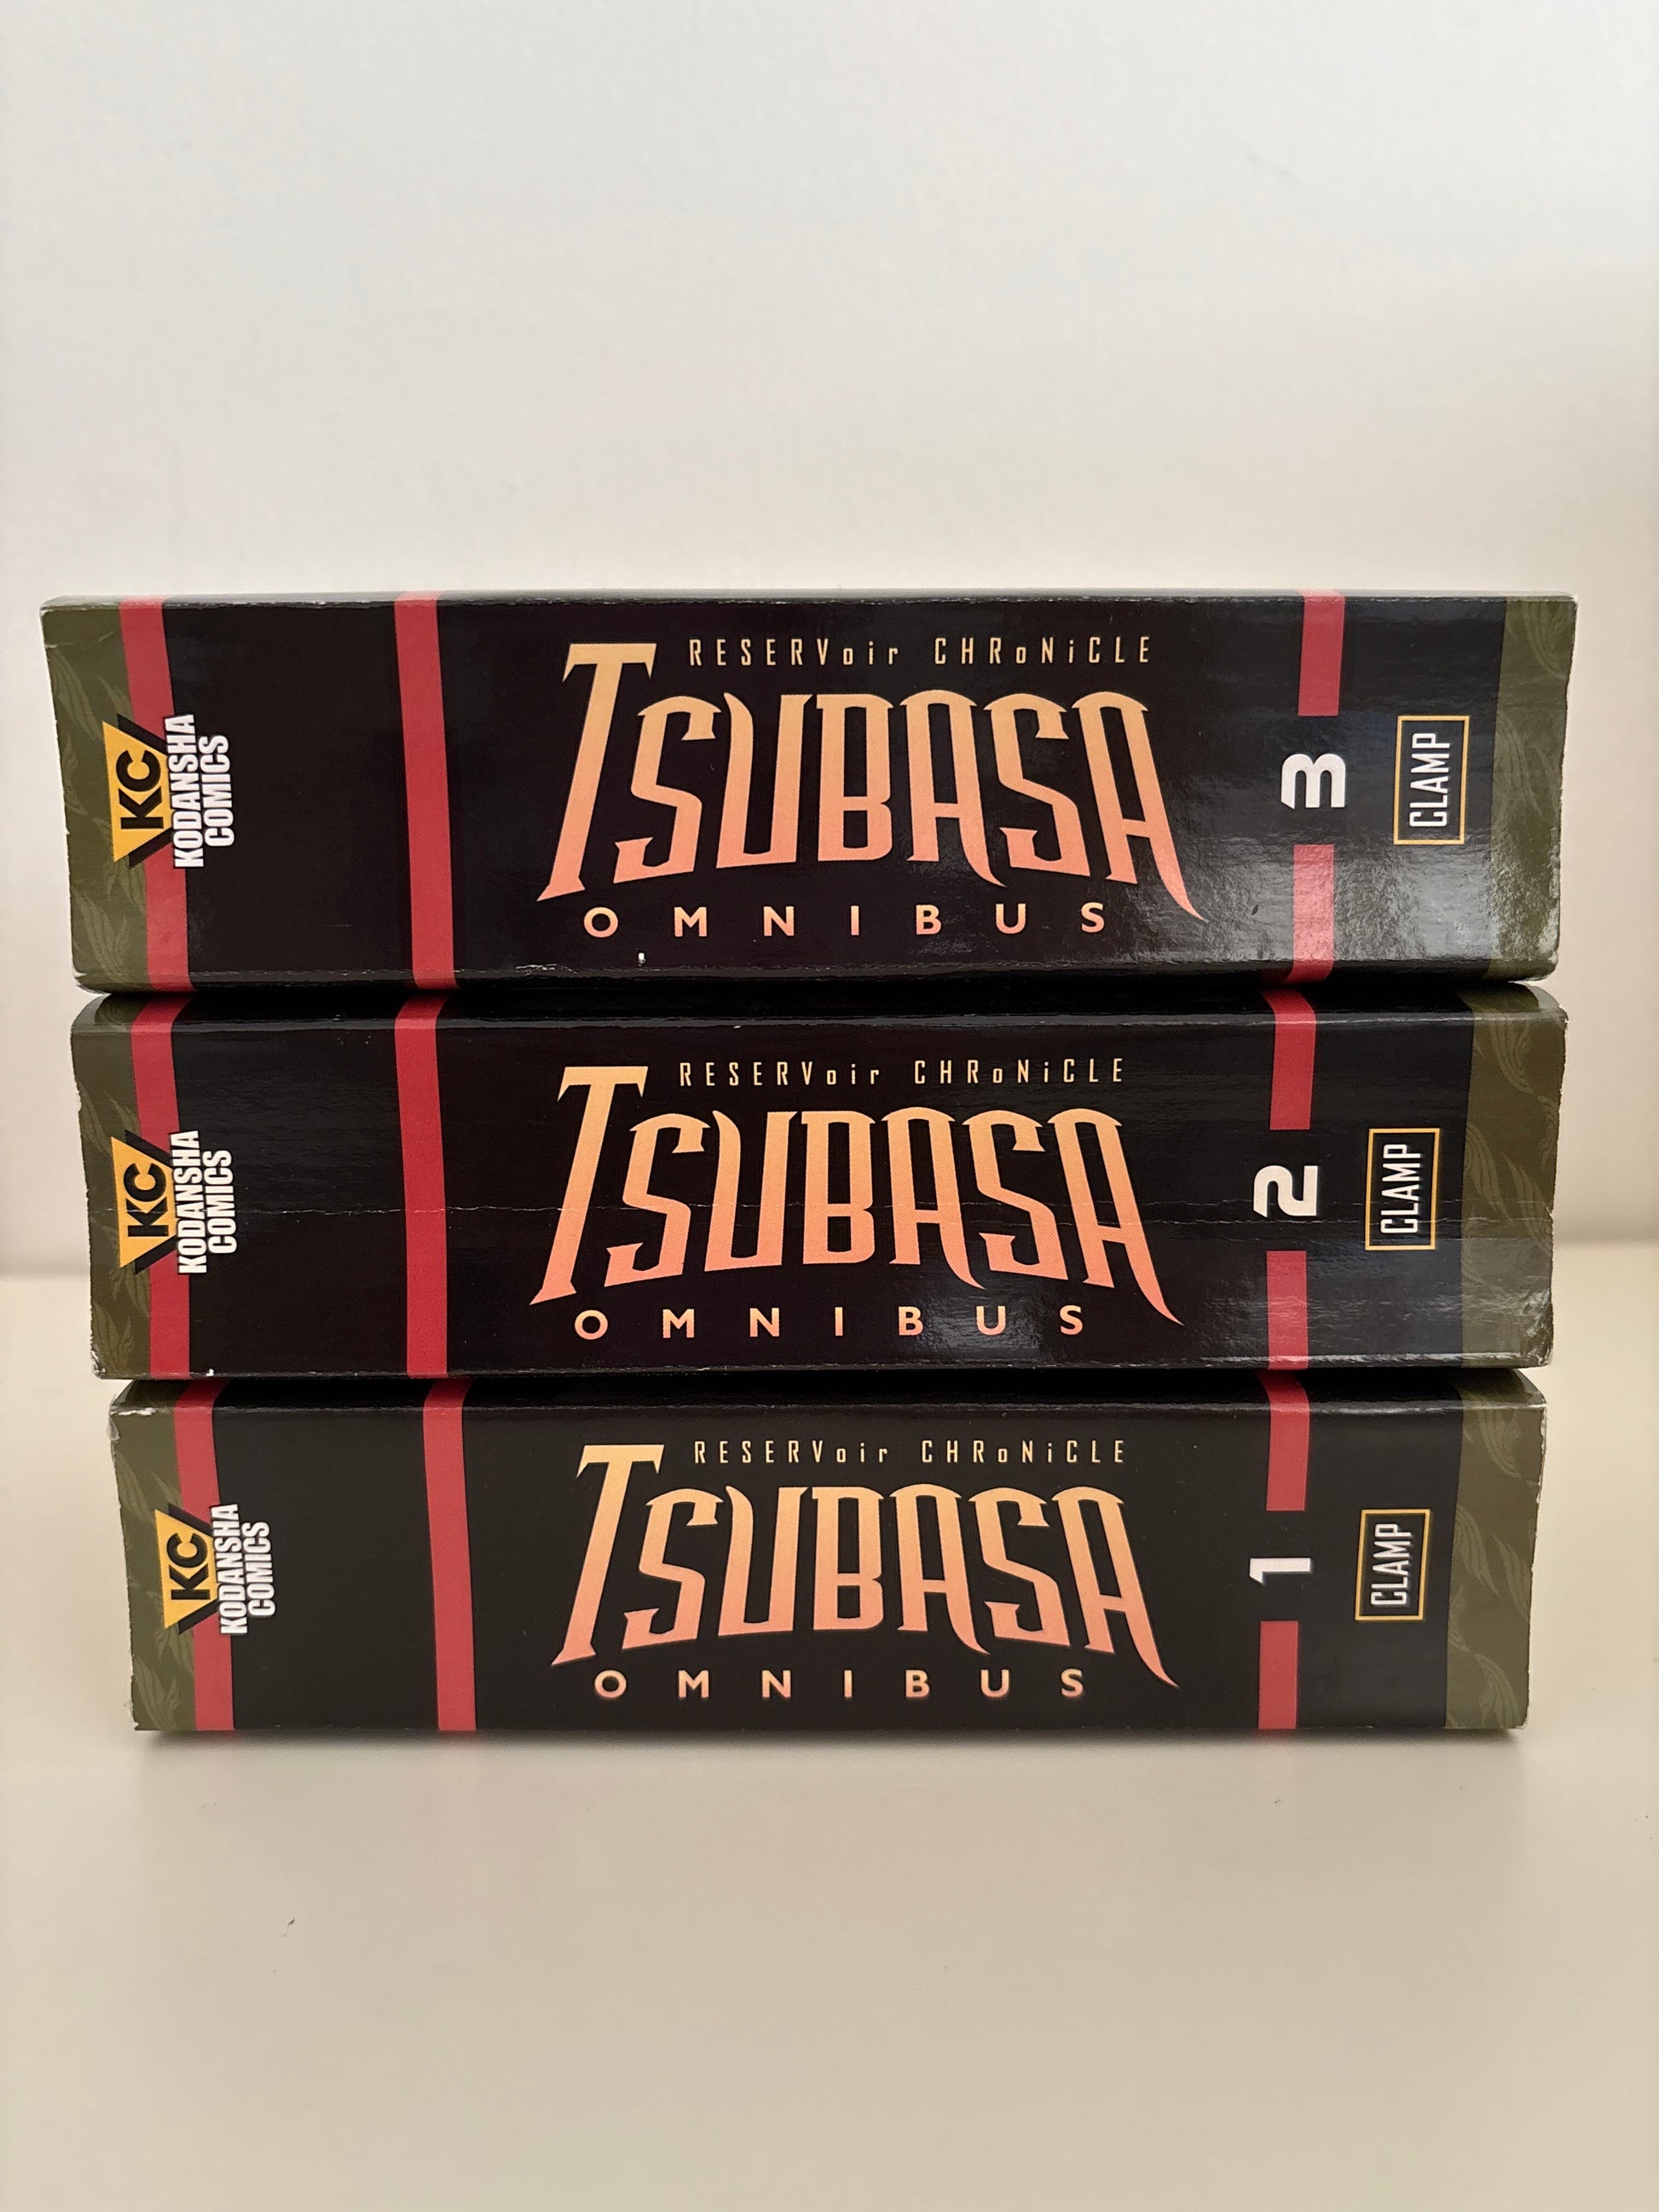 KC
KODANSHA
COMICS
RESERVoir CHRoNiCLE
TSUBASA
OMNIBUS
3
CLAMP
KC
KODANSHA
COMICS
RESERVoir CHRoNiCLE
TSUBASA
OMNIBUS
2
CLAMP
KC
KODANSHA
COMICS
RESERVoir CHRoNiCLE
TSUBASA
OMNIBUS
1
CLAMP